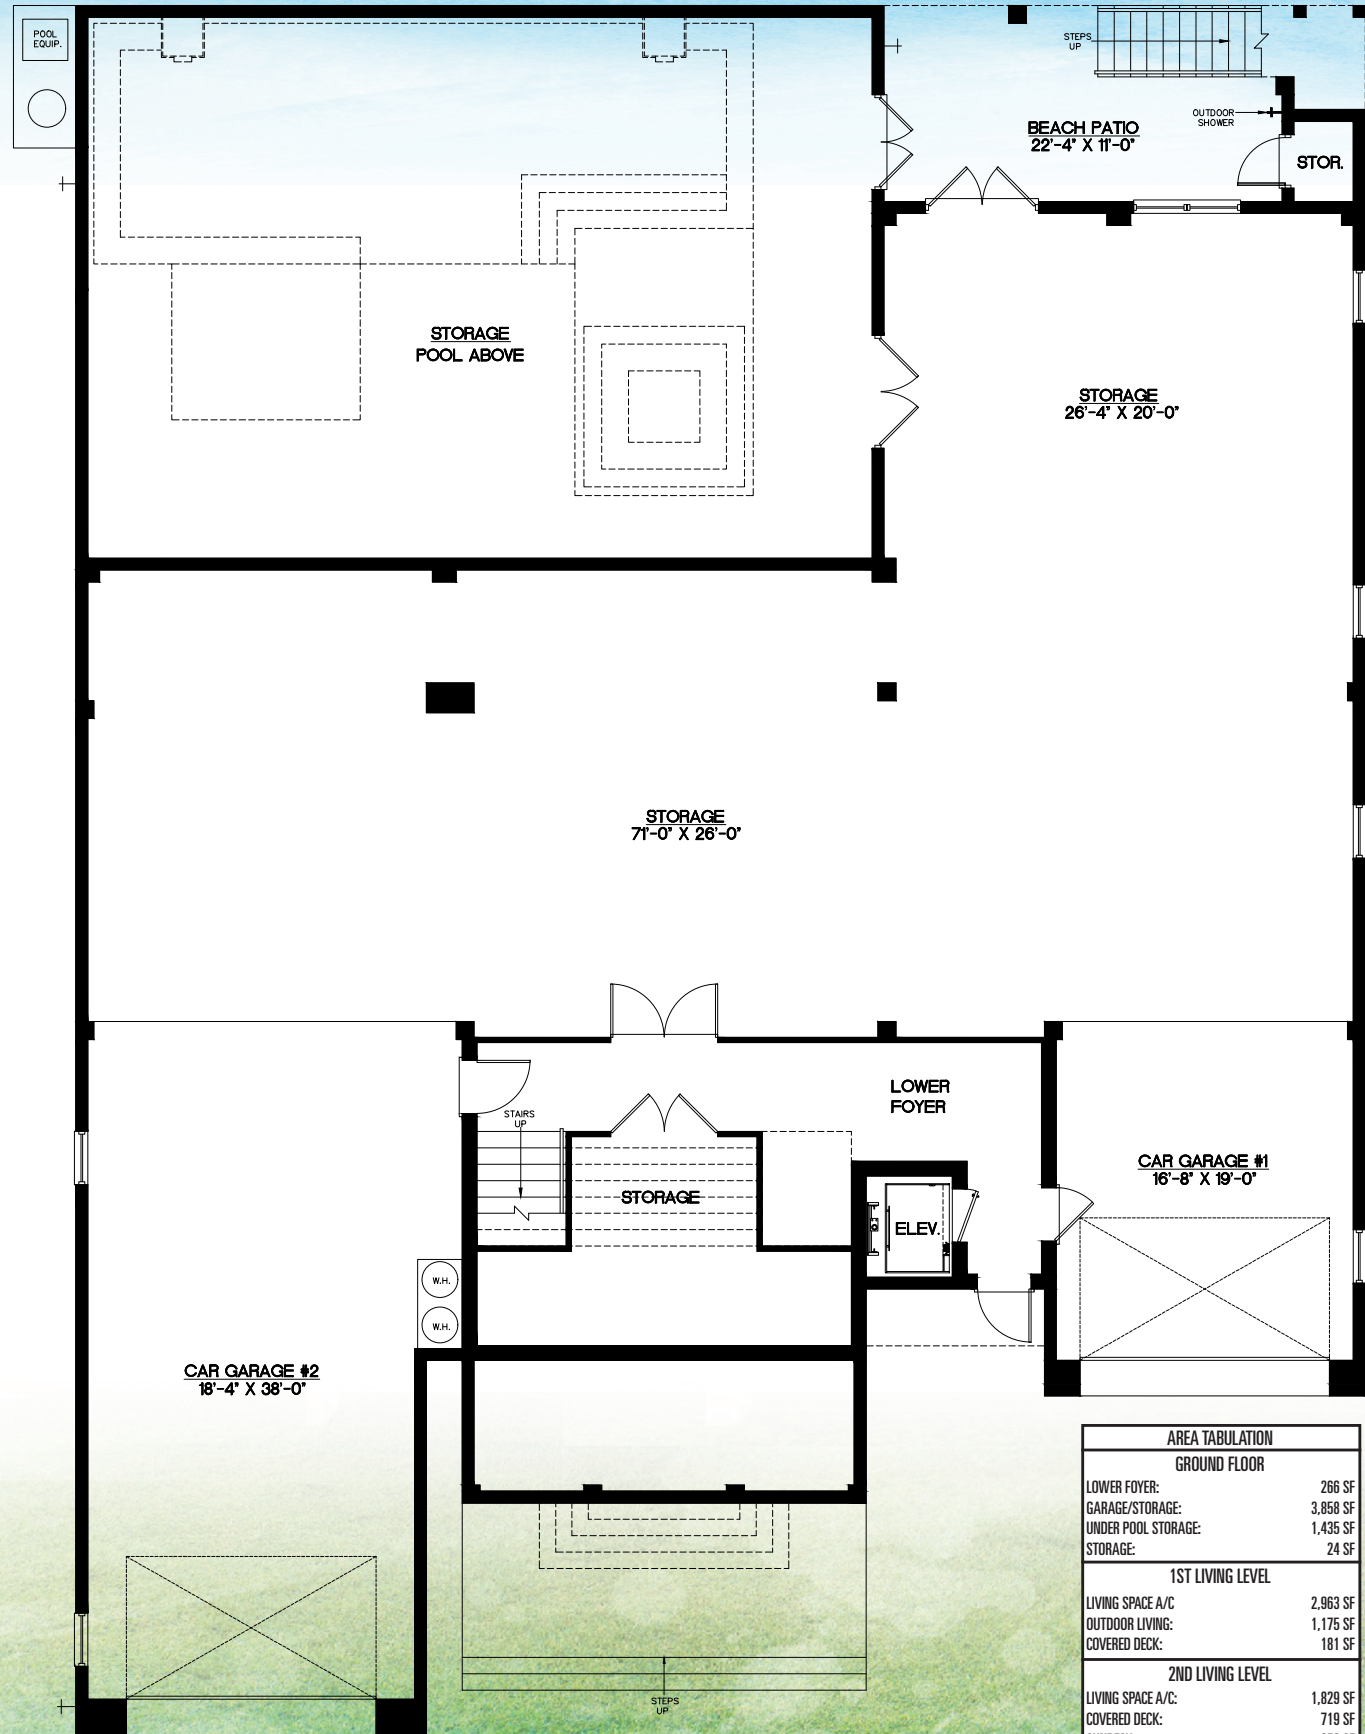 POOL
EQUIP.
STEPS
UP
OUTDOOR
SHOWER
BEACH PATIO
22'-4" X 11'-0"
STOR.
STORAGE
POOL ABOVE
STORAGE
26'-4" X 20'-0"
STORAGE
71'-0" X 26'-0"
LOWER
FOYER
STAIRS
UP
STORAGE
ELEV.
CAR GARAGE #1
16'-8" X 19'-0"
W.H.
W.H.
CAR GARAGE #2
18'-4" X 38'-0"
STEPS
UP
AREA TABULATION
GROUND FLOOR
LOWER FOYER: 266 SF
GARAGE/STORAGE: 3,858 SF
UNDER POOL STORAGE: 1,435 SF
STORAGE: 24 SF
1ST LIVING LEVEL
LIVING SPACE A/C 2,963 SF
OUTDOOR LIVING: 1,175 SF
COVERED DECK: 181 SF
2ND LIVING LEVEL
LIVING SPACE A/C: 1,829 SF
COVERED DECK: 719 SF